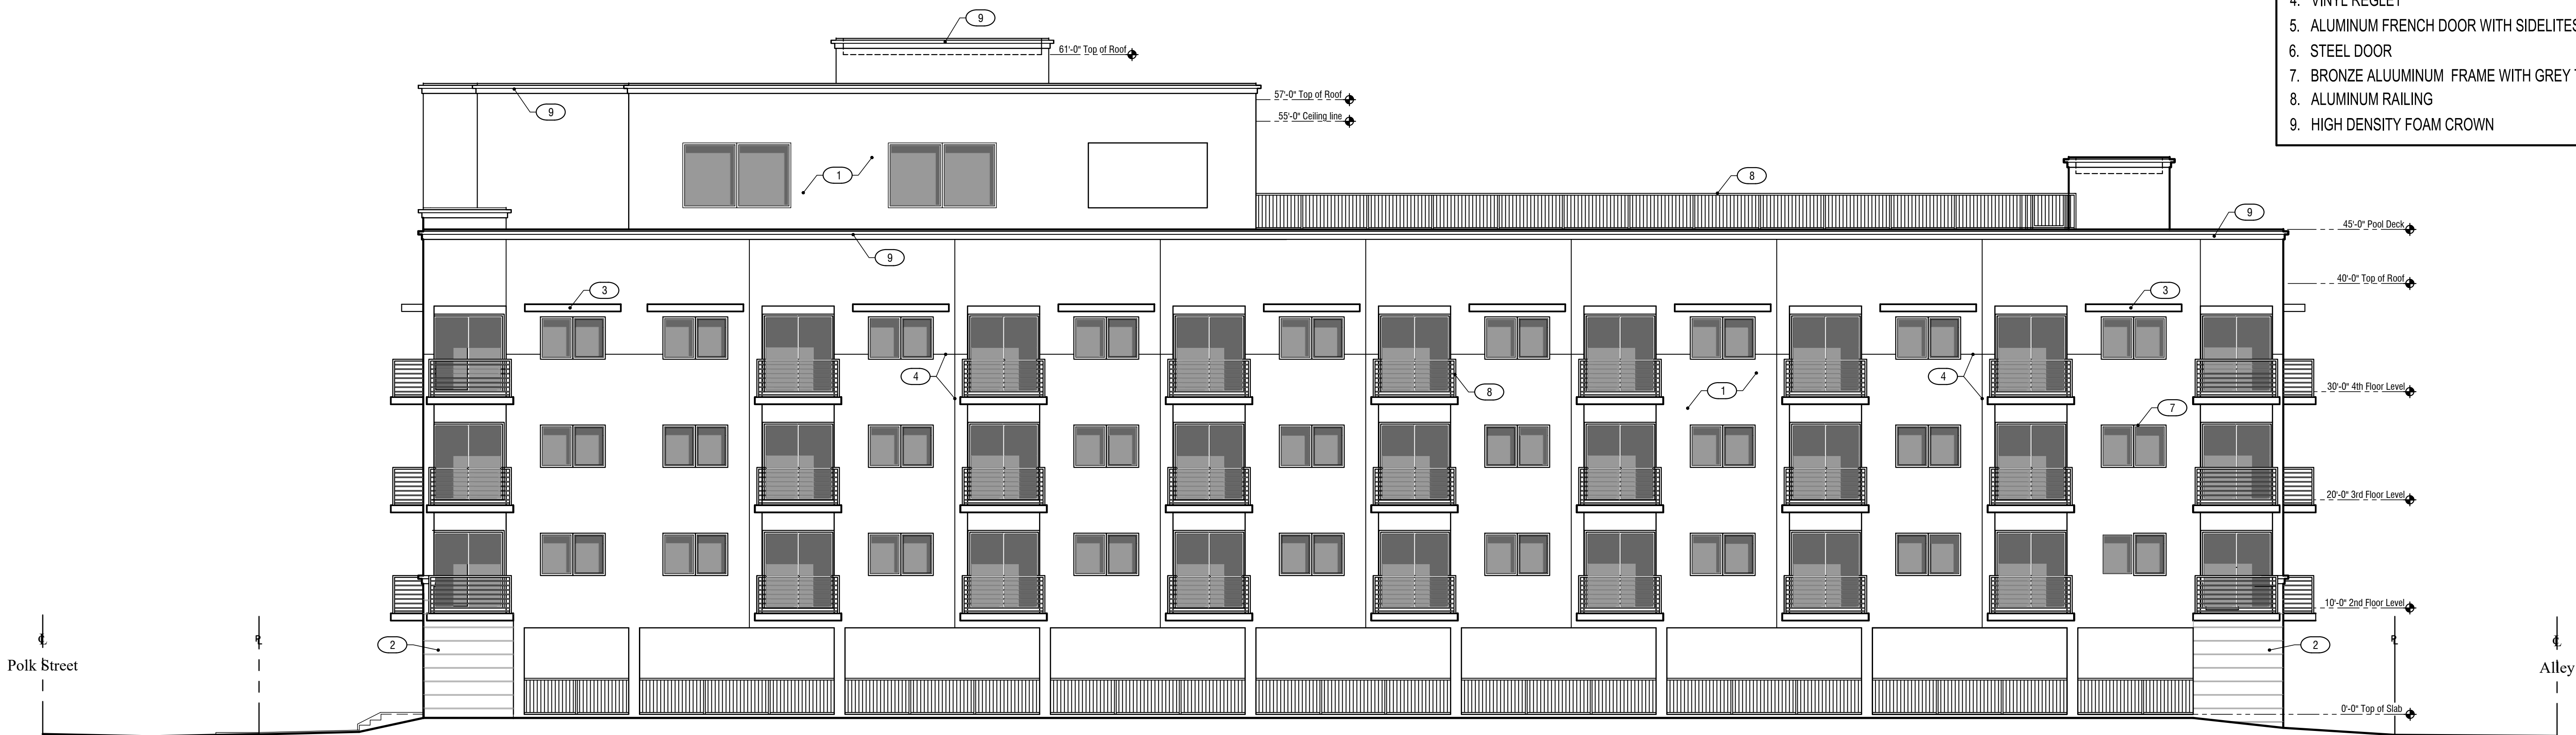 4. VINYL REGLET
5. ALUMINUM FRENCH DOOR WITH SIDELITES
6. STEEL DOOR
7. BRONZE ALUUMINUM FRAME WITH GREY
8. ALUMINUM RAILING
9. HIGH DENSITY FOAM CROWN
9
61'-0" Top of Roof
9
57'-0" Top of Roof
55'-0" Ceiling line
1
8
9
45'-0" Pool Deck
9
40'-0" Top of Roof
3
3
4
8
1
4
30'-0" 4th Floor Level
7
20'-0" 3rd Floor Level
10'-0" 2nd Floor Level
2
2
Polk Street
Alley
0'-0" Top of Slab